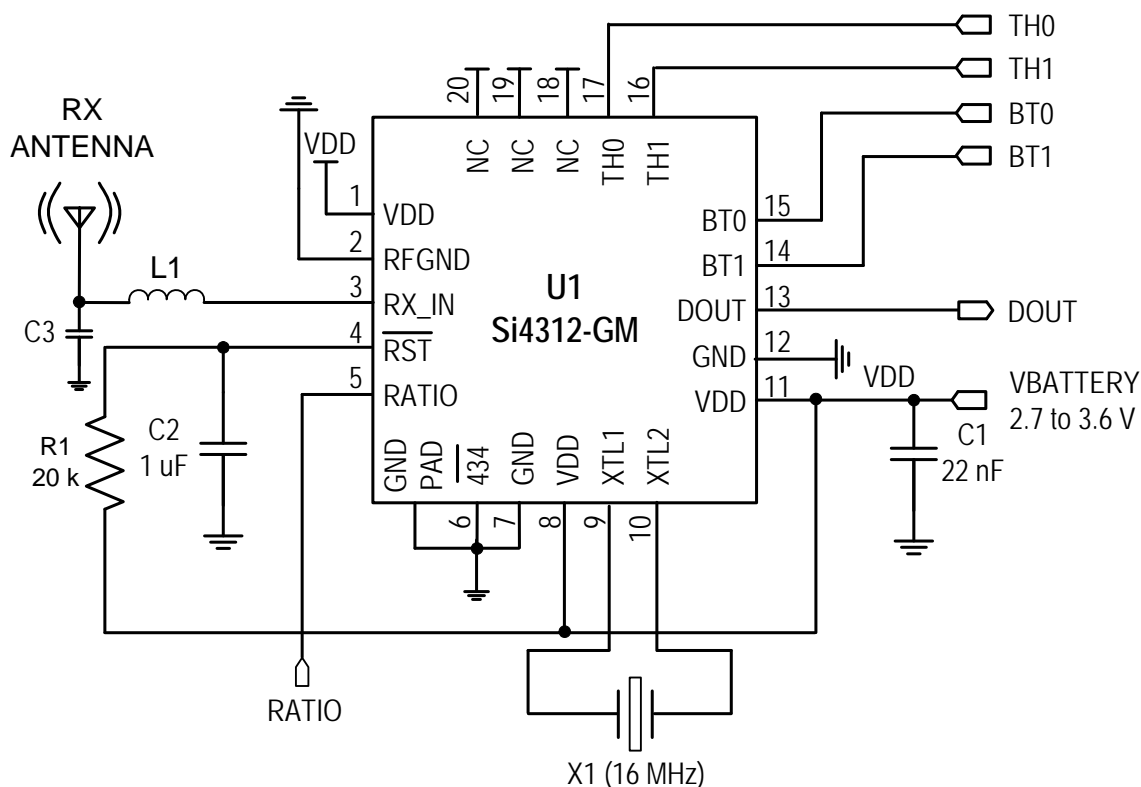 TH0
TH1
BT0
BT1
20
19
18
17
16
NC
NC
NC
TH0
TH1
RX
ANTENNA
VDD
1
VDD
2
RFGND
L1
3
RX_IN
C3
4
RST
5
RATIO
U1
Si4312-GM
BT0
15
BT1
14
DOUT
13
DOUT
GND
12
VDD
11
VDD
VBATTERY
2.7 to 3.6 V
C1
22 nF
R1
20 k
C2
1 uF
GND
PAD
434
GND
VDD
XTL1
XTL2
6
7
8
9
10
RATIO
X1 (16 MHz)